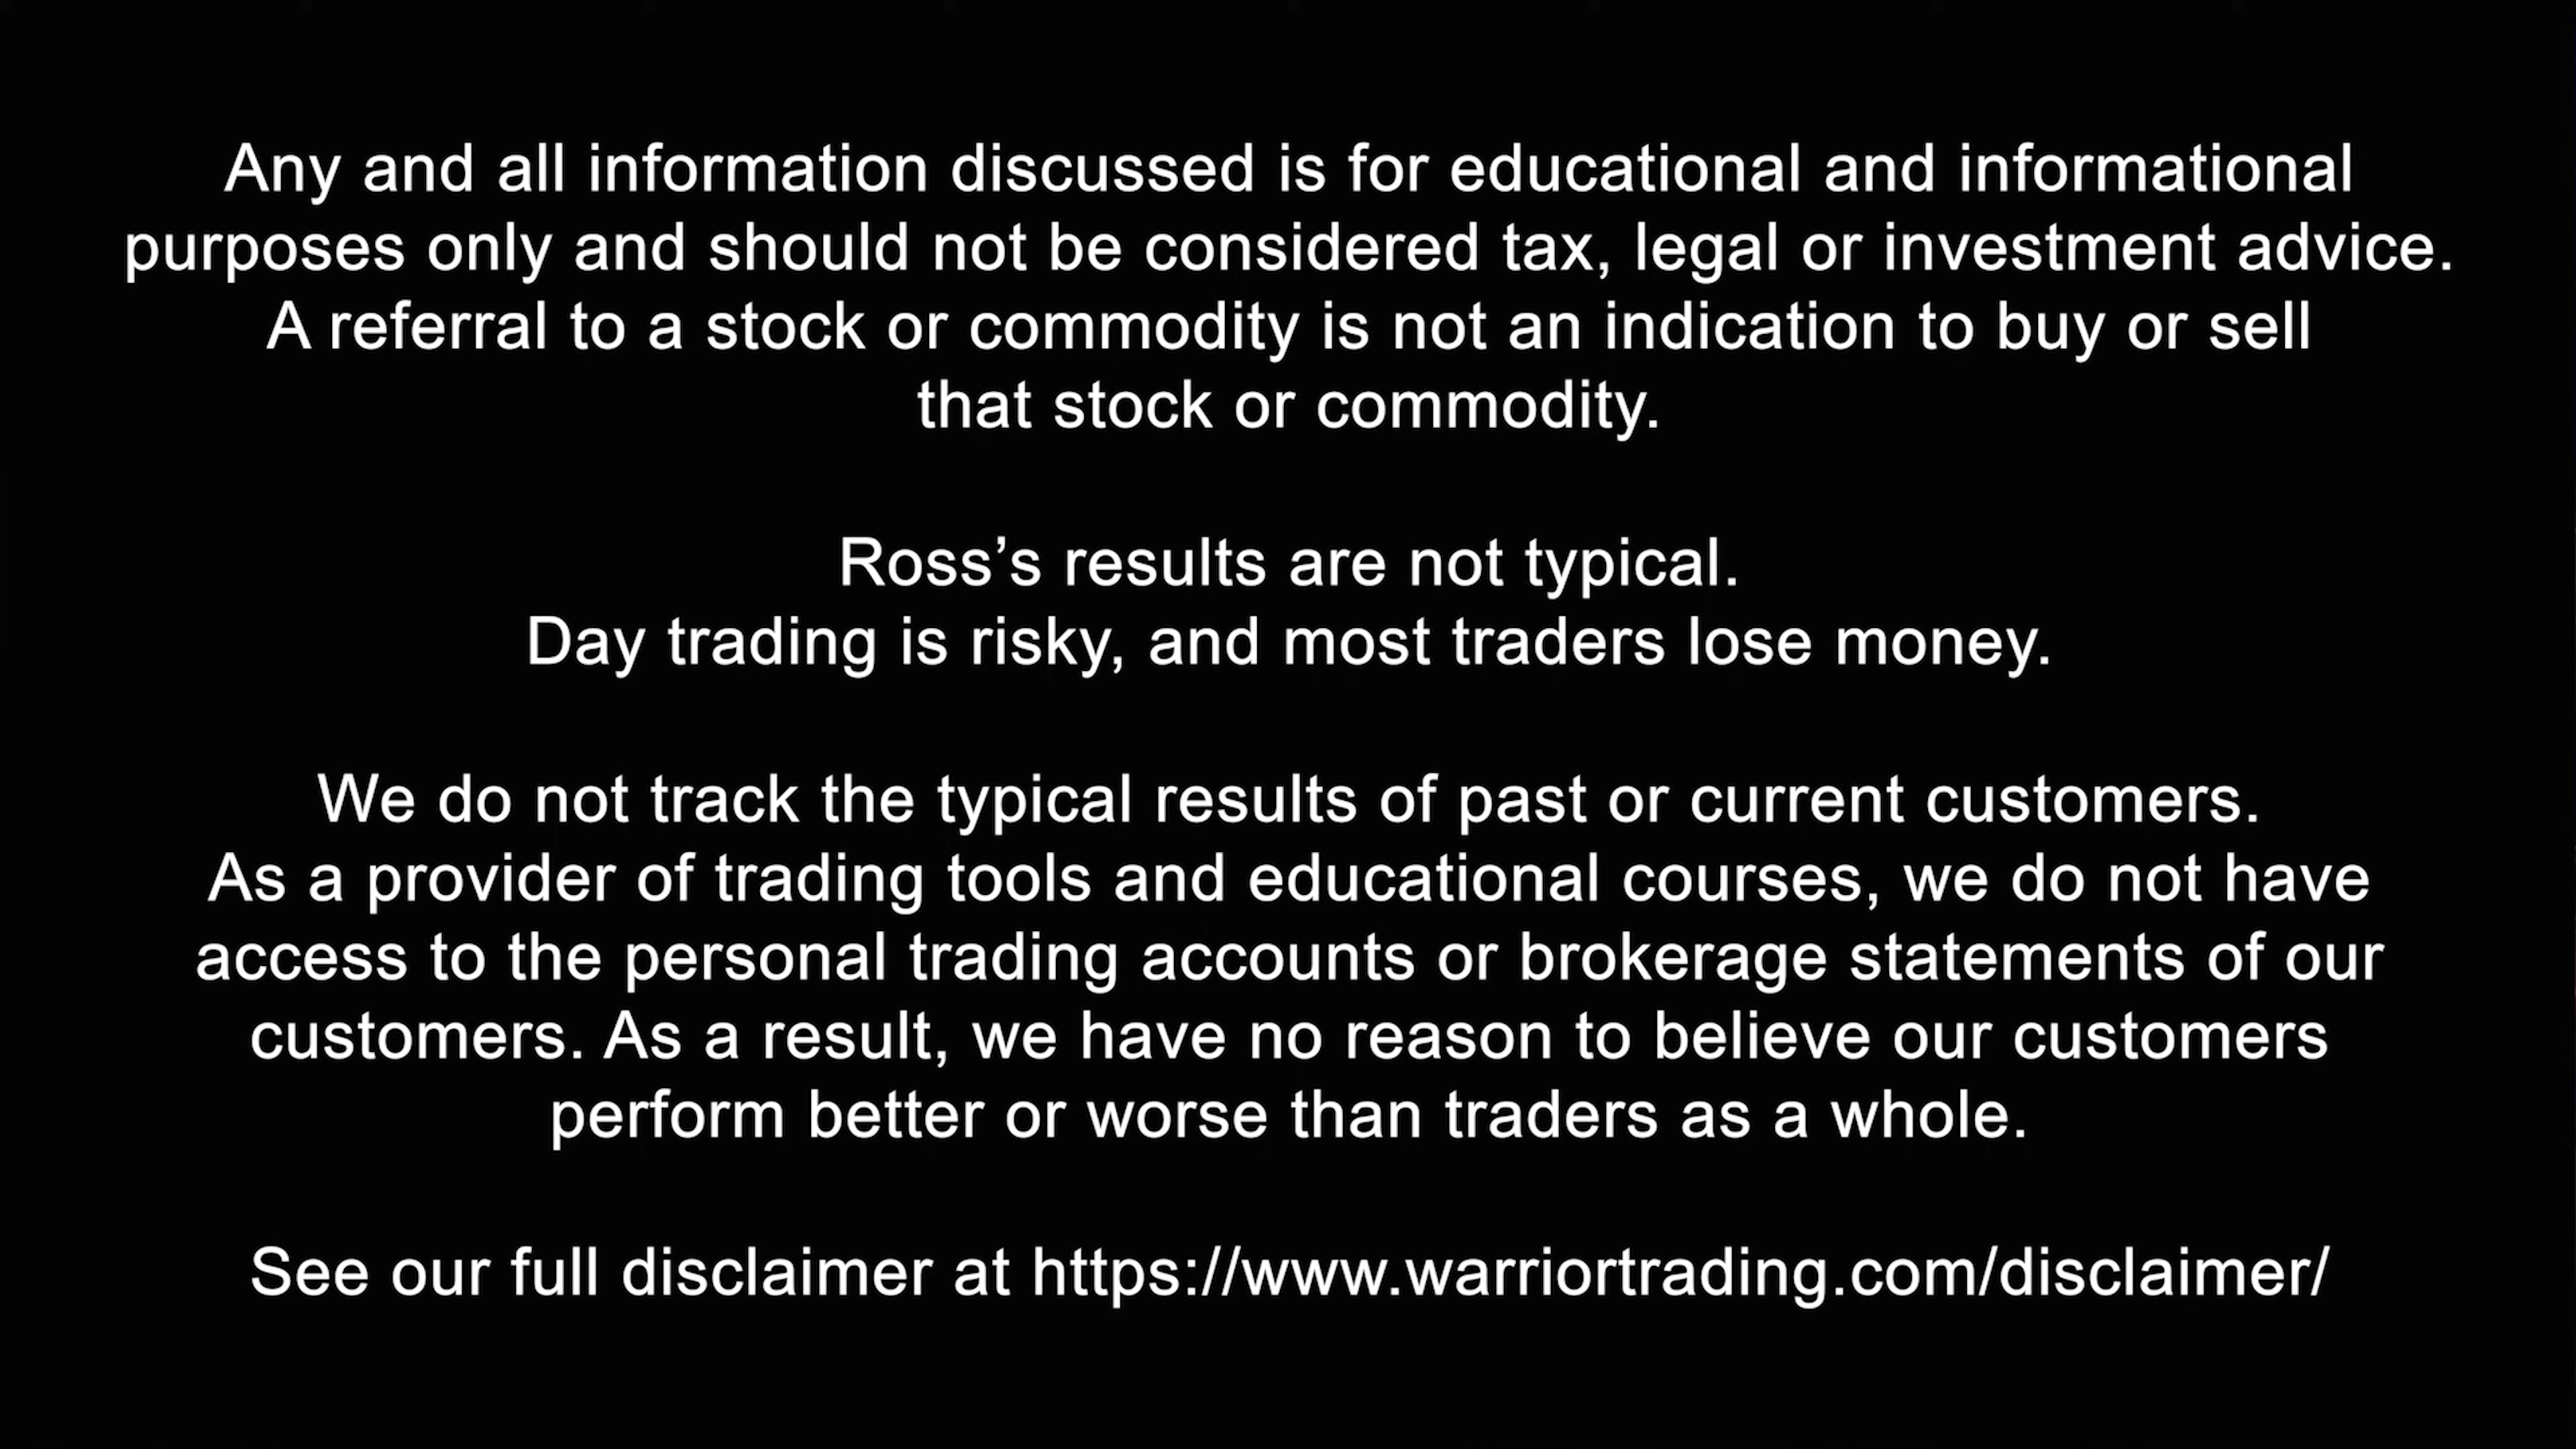 Any and all information discussed is for educational and informational
purposes only and should not be considered tax, legal or investment advice.
A referral to a stock or commodity is not an indication to buy or sell
that stock or commodity.
Ross’s results are not typical.
Day trading is risky, and most traders lose money.
We do not track the typical results of past or current customers.
As a provider of trading tools and educational courses, we do not have
access to the personal trading accounts or brokerage statements of our
customers. As a result, we have no reason to believe our customers
perform better or worse than traders as a whole.
See our full disclaimer at https://www.warriortrading.com/disclaimer/